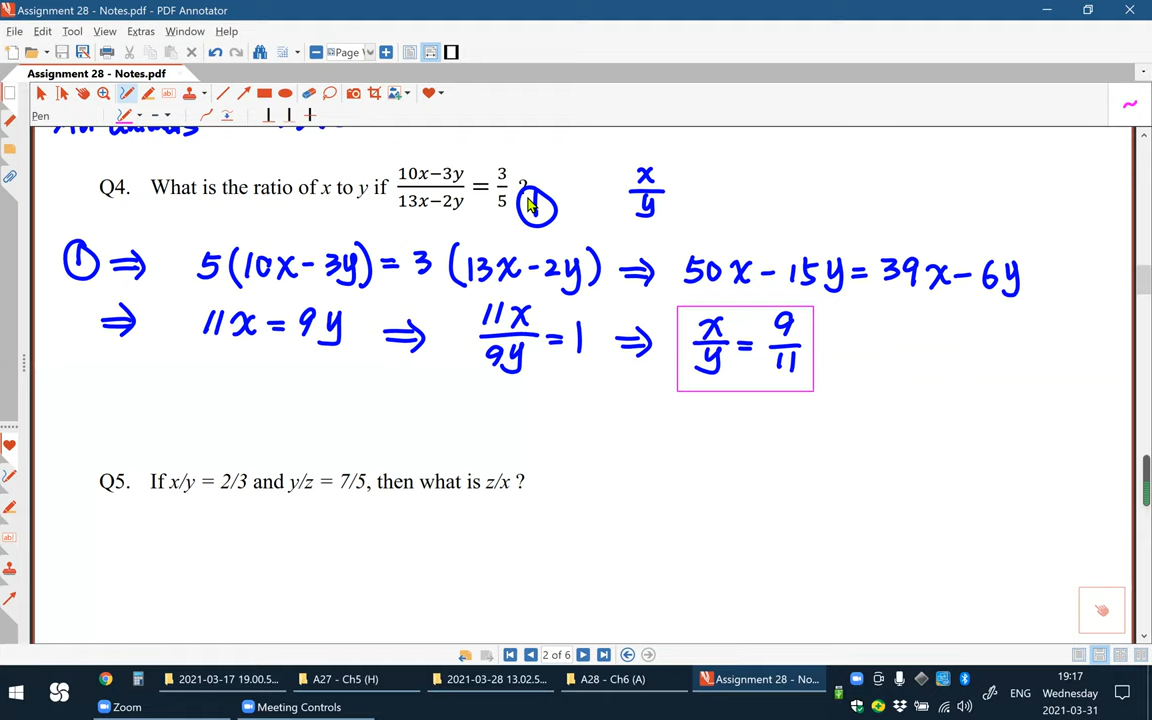 Assignment 28 - Notes.pdf * - PDF Annotator
File Edit Tool View Extras Window Help
Page V
Assignment 28 - Notes.pdf *
Pen
Q4. What is the ratio of x to y if (10x−3y)/(13x−2y) = 3/5 ? ① x/y
① ⇒ 5(10x - 3y) = 3 (13x - 2y) ⇒ 50x - 15y = 39x - 6y
⇒ 11x = 9y ⇒ 11x/9y = 1 ⇒ x/y = 9/11
Q5. If x/y = 2/3 and y/z = 7/5, then what is z/x ?
2 of 6
2021-03-17 19.00.5... A27 - Ch5 (H) 2021-03-28 13.02.5... A28 - Ch6 (A) Assignment 28 - No...
19:17
ENG Wednesday
2021-03-31
Zoom Meeting Controls